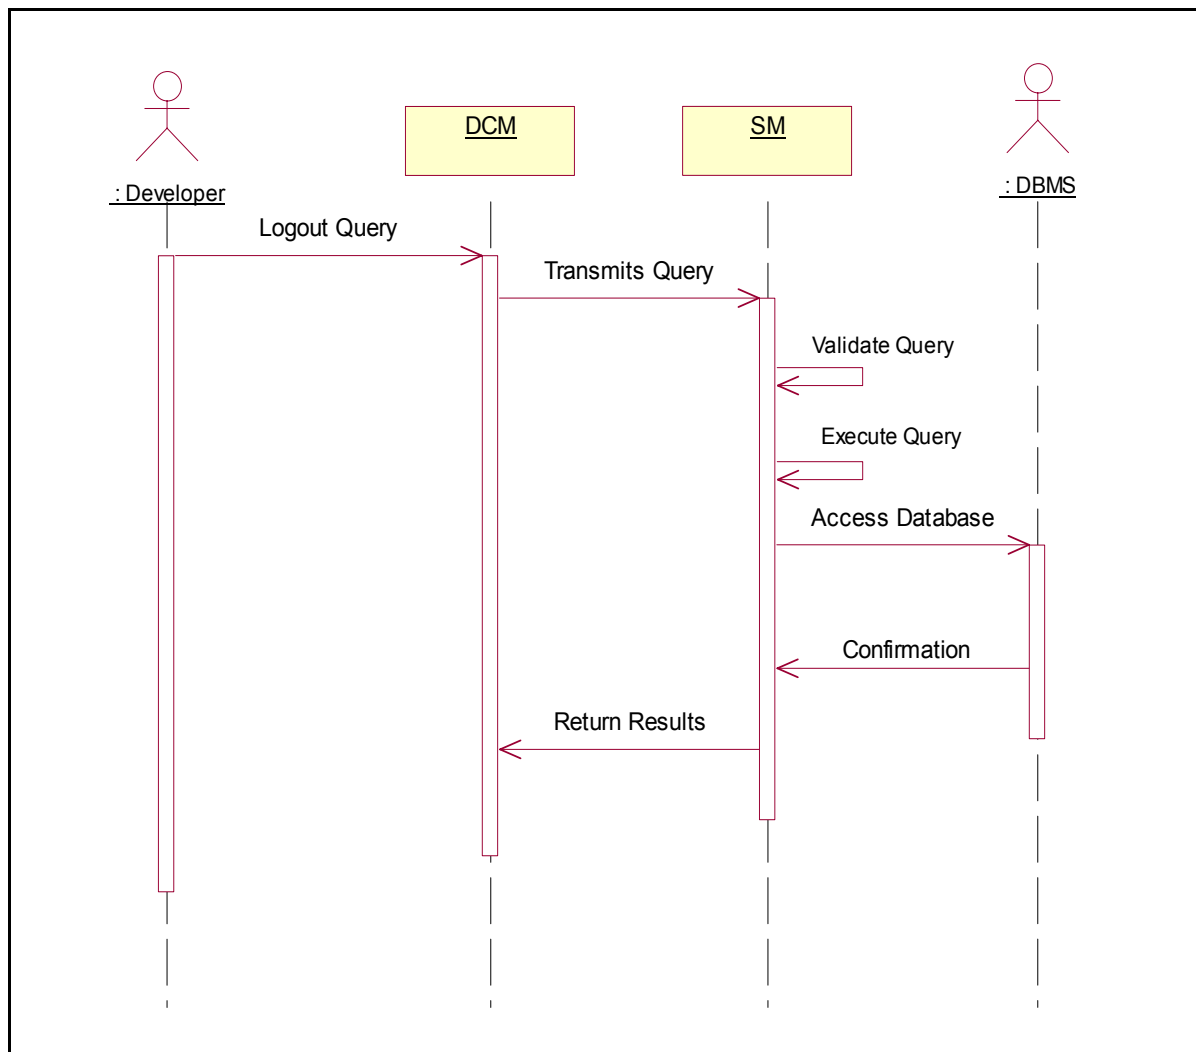 DCM
SM
: Developer
: DBMS
Logout Query
Transmits Query
Validate Query
Execute Query
Access Database
Confirmation
Return Results